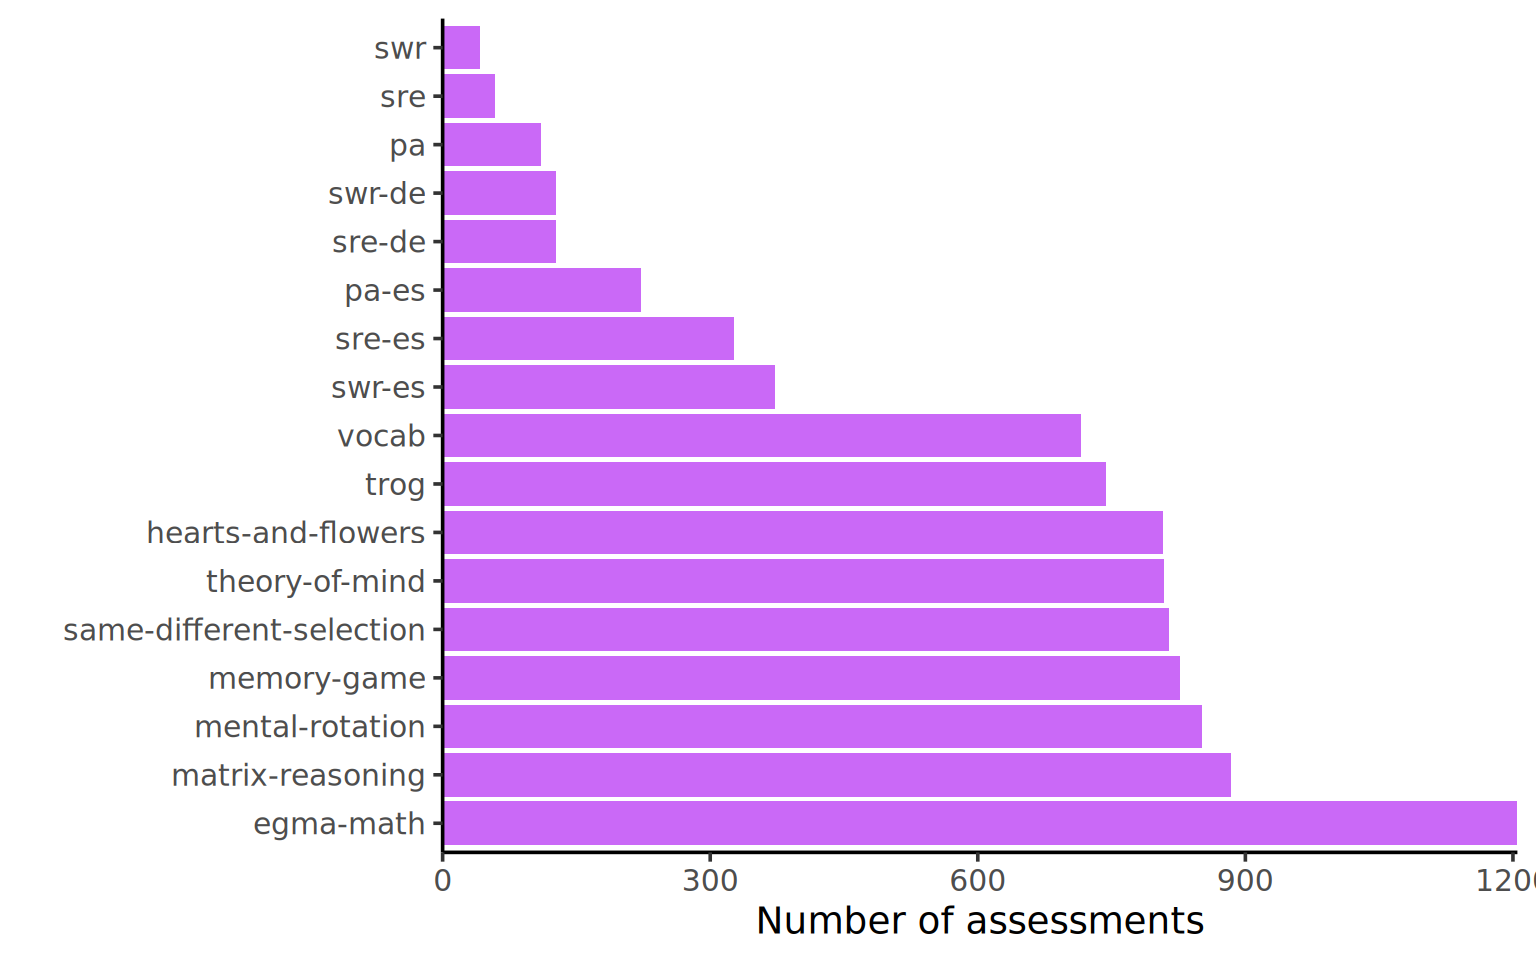 swr
sre
pa
swr-de
sre-de
pa-es
sre-es
swr-es
vocab
trog
hearts-and-flowers
theory-of-mind
same-different-selection
memory-game
mental-rotation
matrix-reasoning
egma-math
0 300 600 900 1200
Number of assessments